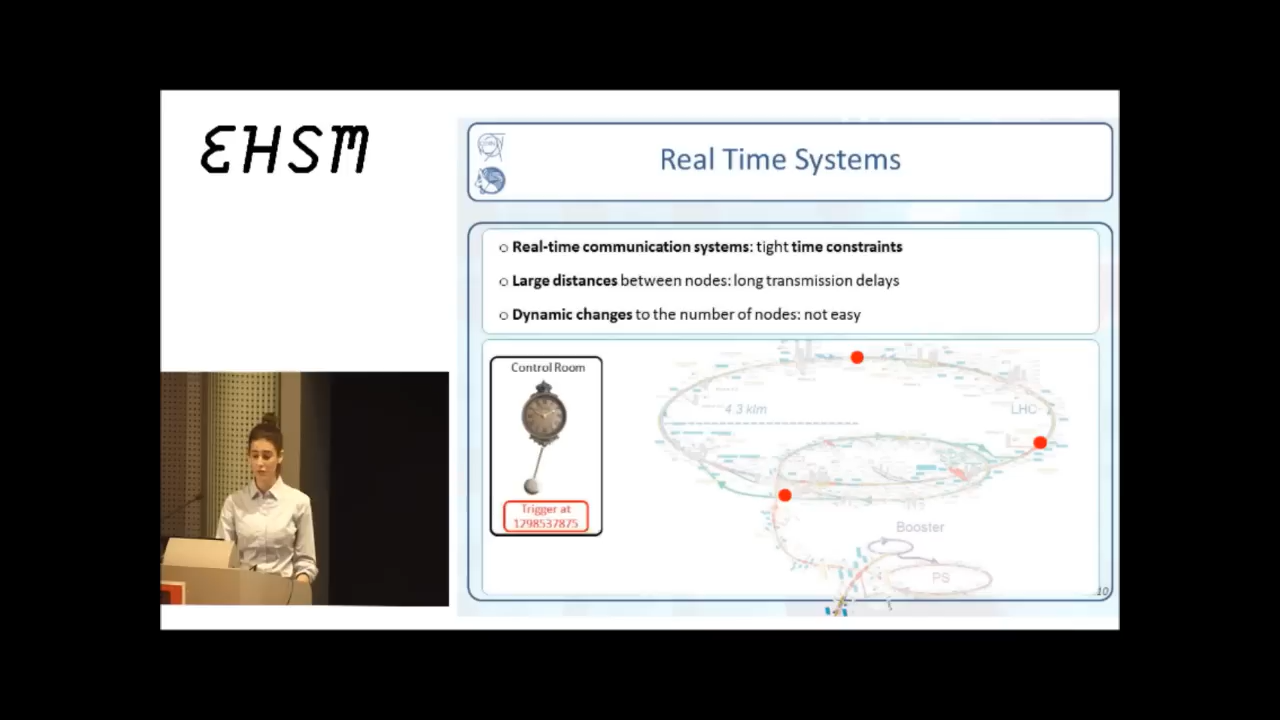 EHSM
Real Time Systems
Real-time communication systems: tight time constraints
Large distances between nodes: long transmission delays
Dynamic changes to the number of nodes: not easy
Control Room
Trigger at
1298537875
4.3 klm
LHC
Booster
PS
10